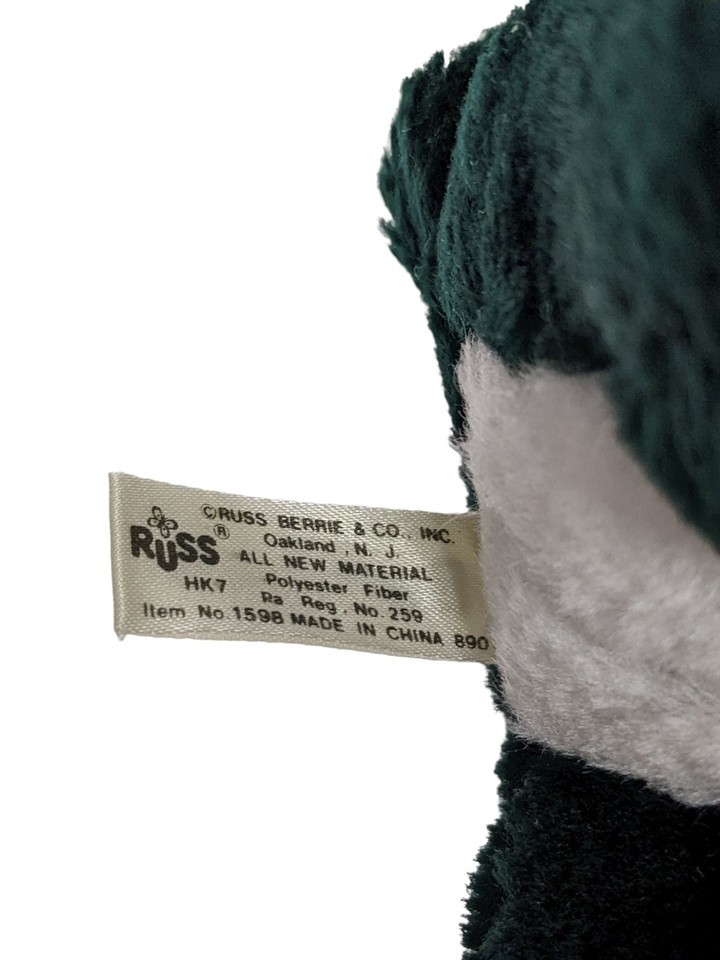 ©RUSS BERRIE & CO., INC.
RUSS ® Oakland , N. J.
ALL NEW MATERIAL
HK7 Polyester Fiber
Ra Reg. No. 259
Item No. 1598 MADE IN CHINA 890